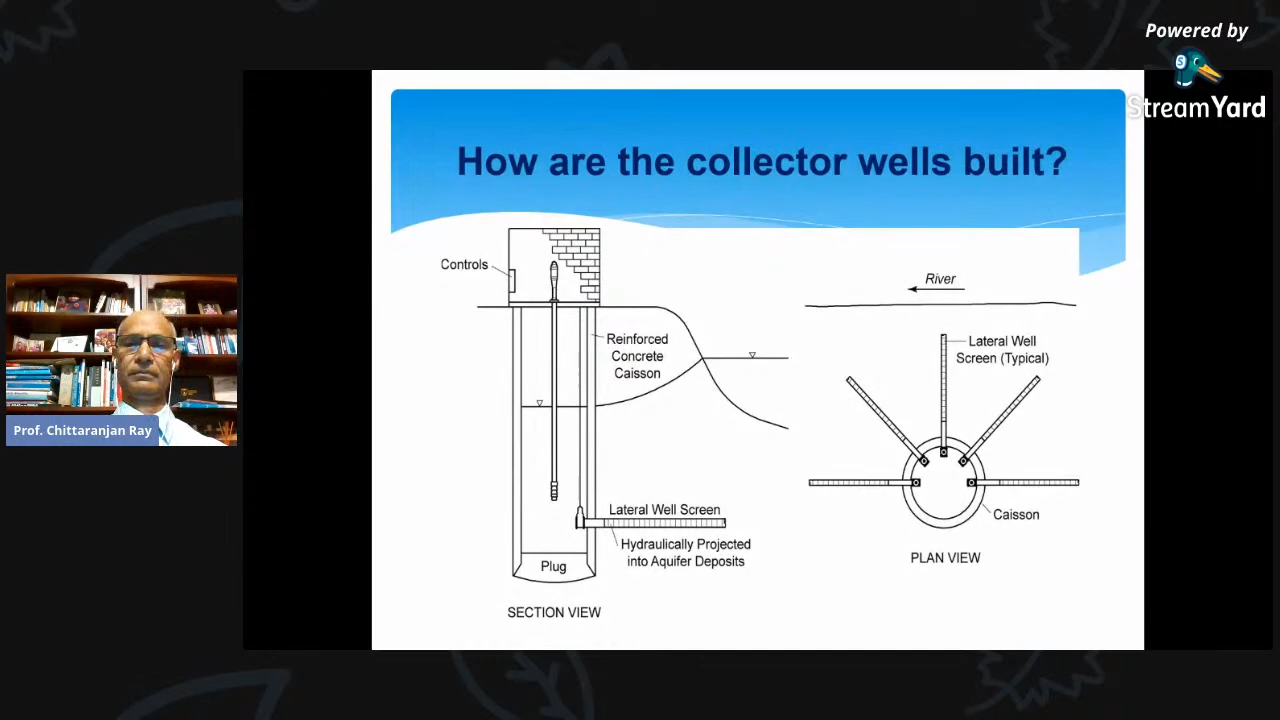 Powered by
StreamYard
How are the collector wells built?
Controls
Reinforced
Concrete
Caisson
Lateral Well Screen
Hydraulically Projected
into Aquifer Deposits
Plug
SECTION VIEW
River
Lateral Well
Screen (Typical)
Caisson
PLAN VIEW
Prof. Chittaranjan Ray